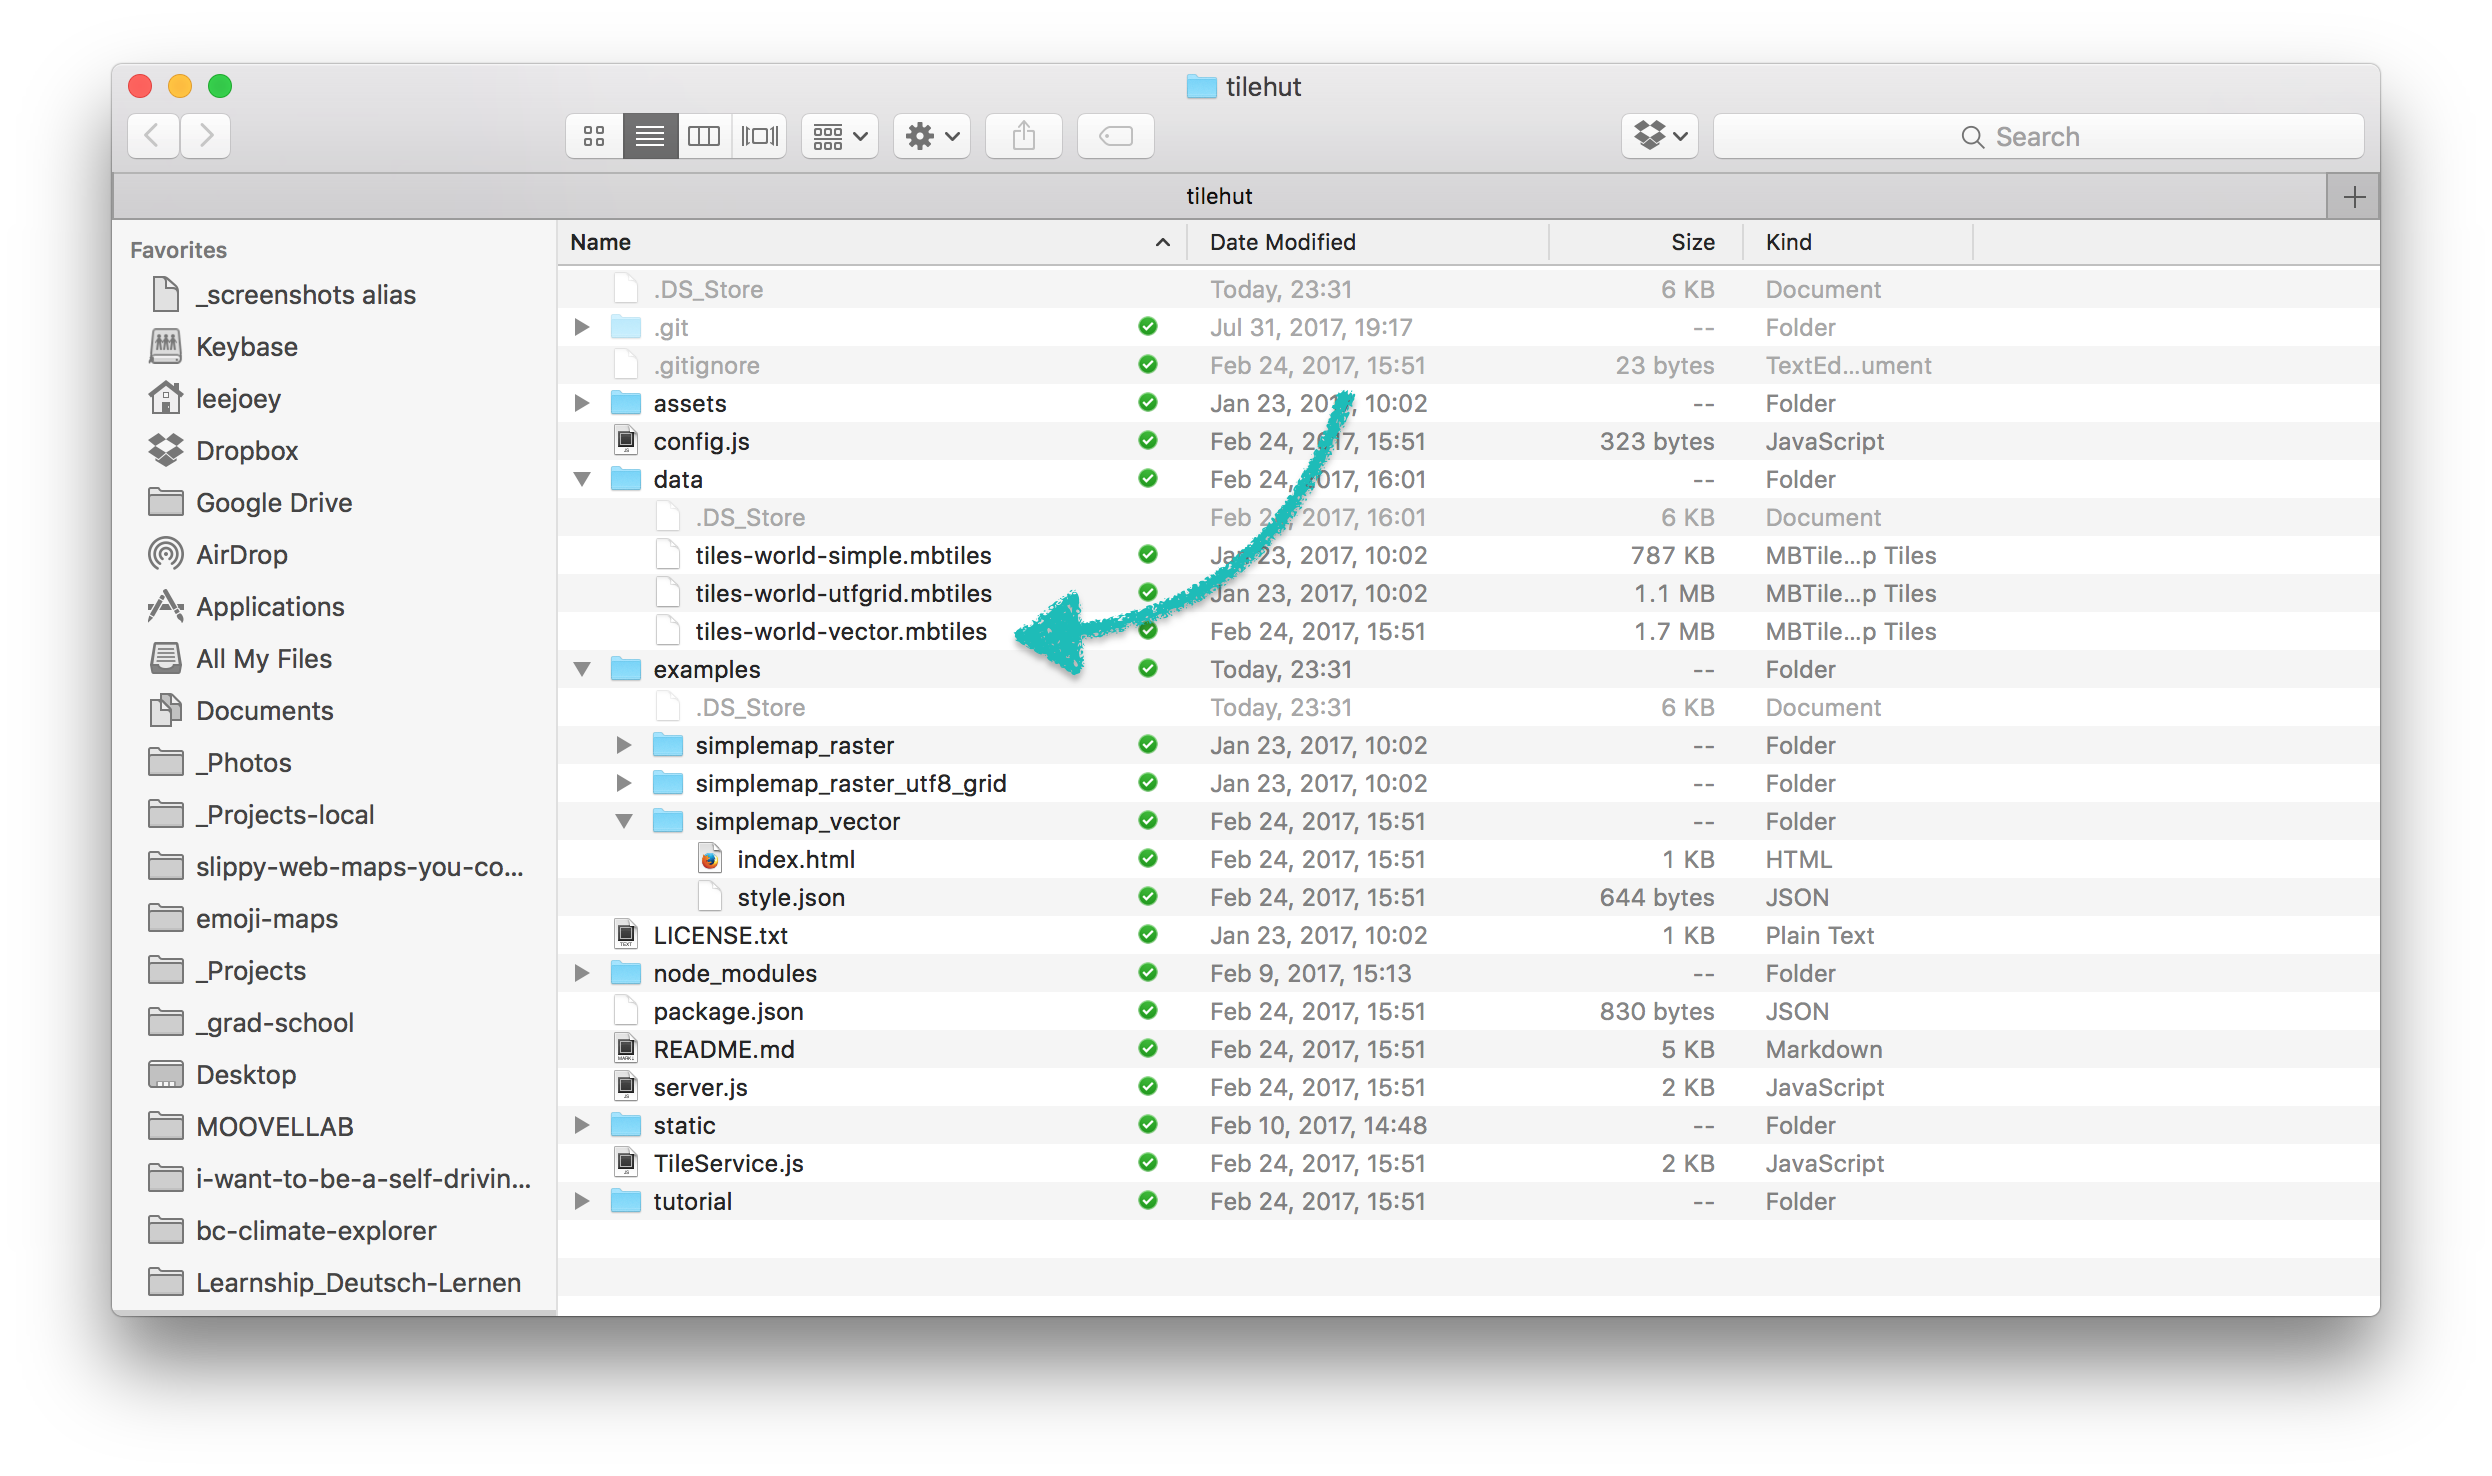 tilehut
Search
tilehut
Favorites
_screenshots alias
Keybase
leejoey
Dropbox
Google Drive
AirDrop
Applications
All My Files
Documents
_Photos
_Projects-local
slippy-web-maps-you-co...
emoji-maps
_Projects
_grad-school
Desktop
MOOVELLAB
i-want-to-be-a-self-drivin...
bc-climate-explorer
Learnship_Deutsch-Lernen
Name Date Modified Size Kind
.DS_Store Today, 23:31 6 KB Document
.git Jul 31, 2017, 19:17 -- Folder
.gitignore Feb 24, 2017, 15:51 23 bytes TextEd...ument
assets Jan 23, 2017, 10:02 -- Folder
config.js Feb 24, 2017, 15:51 323 bytes JavaScript
data Feb 24, 2017, 16:01 -- Folder
.DS_Store Feb 24, 2017, 16:01 6 KB Document
tiles-world-simple.mbtiles Jan 23, 2017, 10:02 787 KB MBTile...p Tiles
tiles-world-utfgrid.mbtiles Jan 23, 2017, 10:02 1.1 MB MBTile...p Tiles
tiles-world-vector.mbtiles Feb 24, 2017, 15:51 1.7 MB MBTile...p Tiles
examples Today, 23:31 -- Folder
.DS_Store Today, 23:31 6 KB Document
simplemap_raster Jan 23, 2017, 10:02 -- Folder
simplemap_raster_utf8_grid Jan 23, 2017, 10:02 -- Folder
simplemap_vector Feb 24, 2017, 15:51 -- Folder
index.html Feb 24, 2017, 15:51 1 KB HTML
style.json Feb 24, 2017, 15:51 644 bytes JSON
LICENSE.txt Jan 23, 2017, 10:02 1 KB Plain Text
node_modules Feb 9, 2017, 15:13 -- Folder
package.json Feb 24, 2017, 15:51 830 bytes JSON
README.md Feb 24, 2017, 15:51 5 KB Markdown
server.js Feb 24, 2017, 15:51 2 KB JavaScript
static Feb 10, 2017, 14:48 -- Folder
TileService.js Feb 24, 2017, 15:51 2 KB JavaScript
tutorial Feb 24, 2017, 15:51 -- Folder